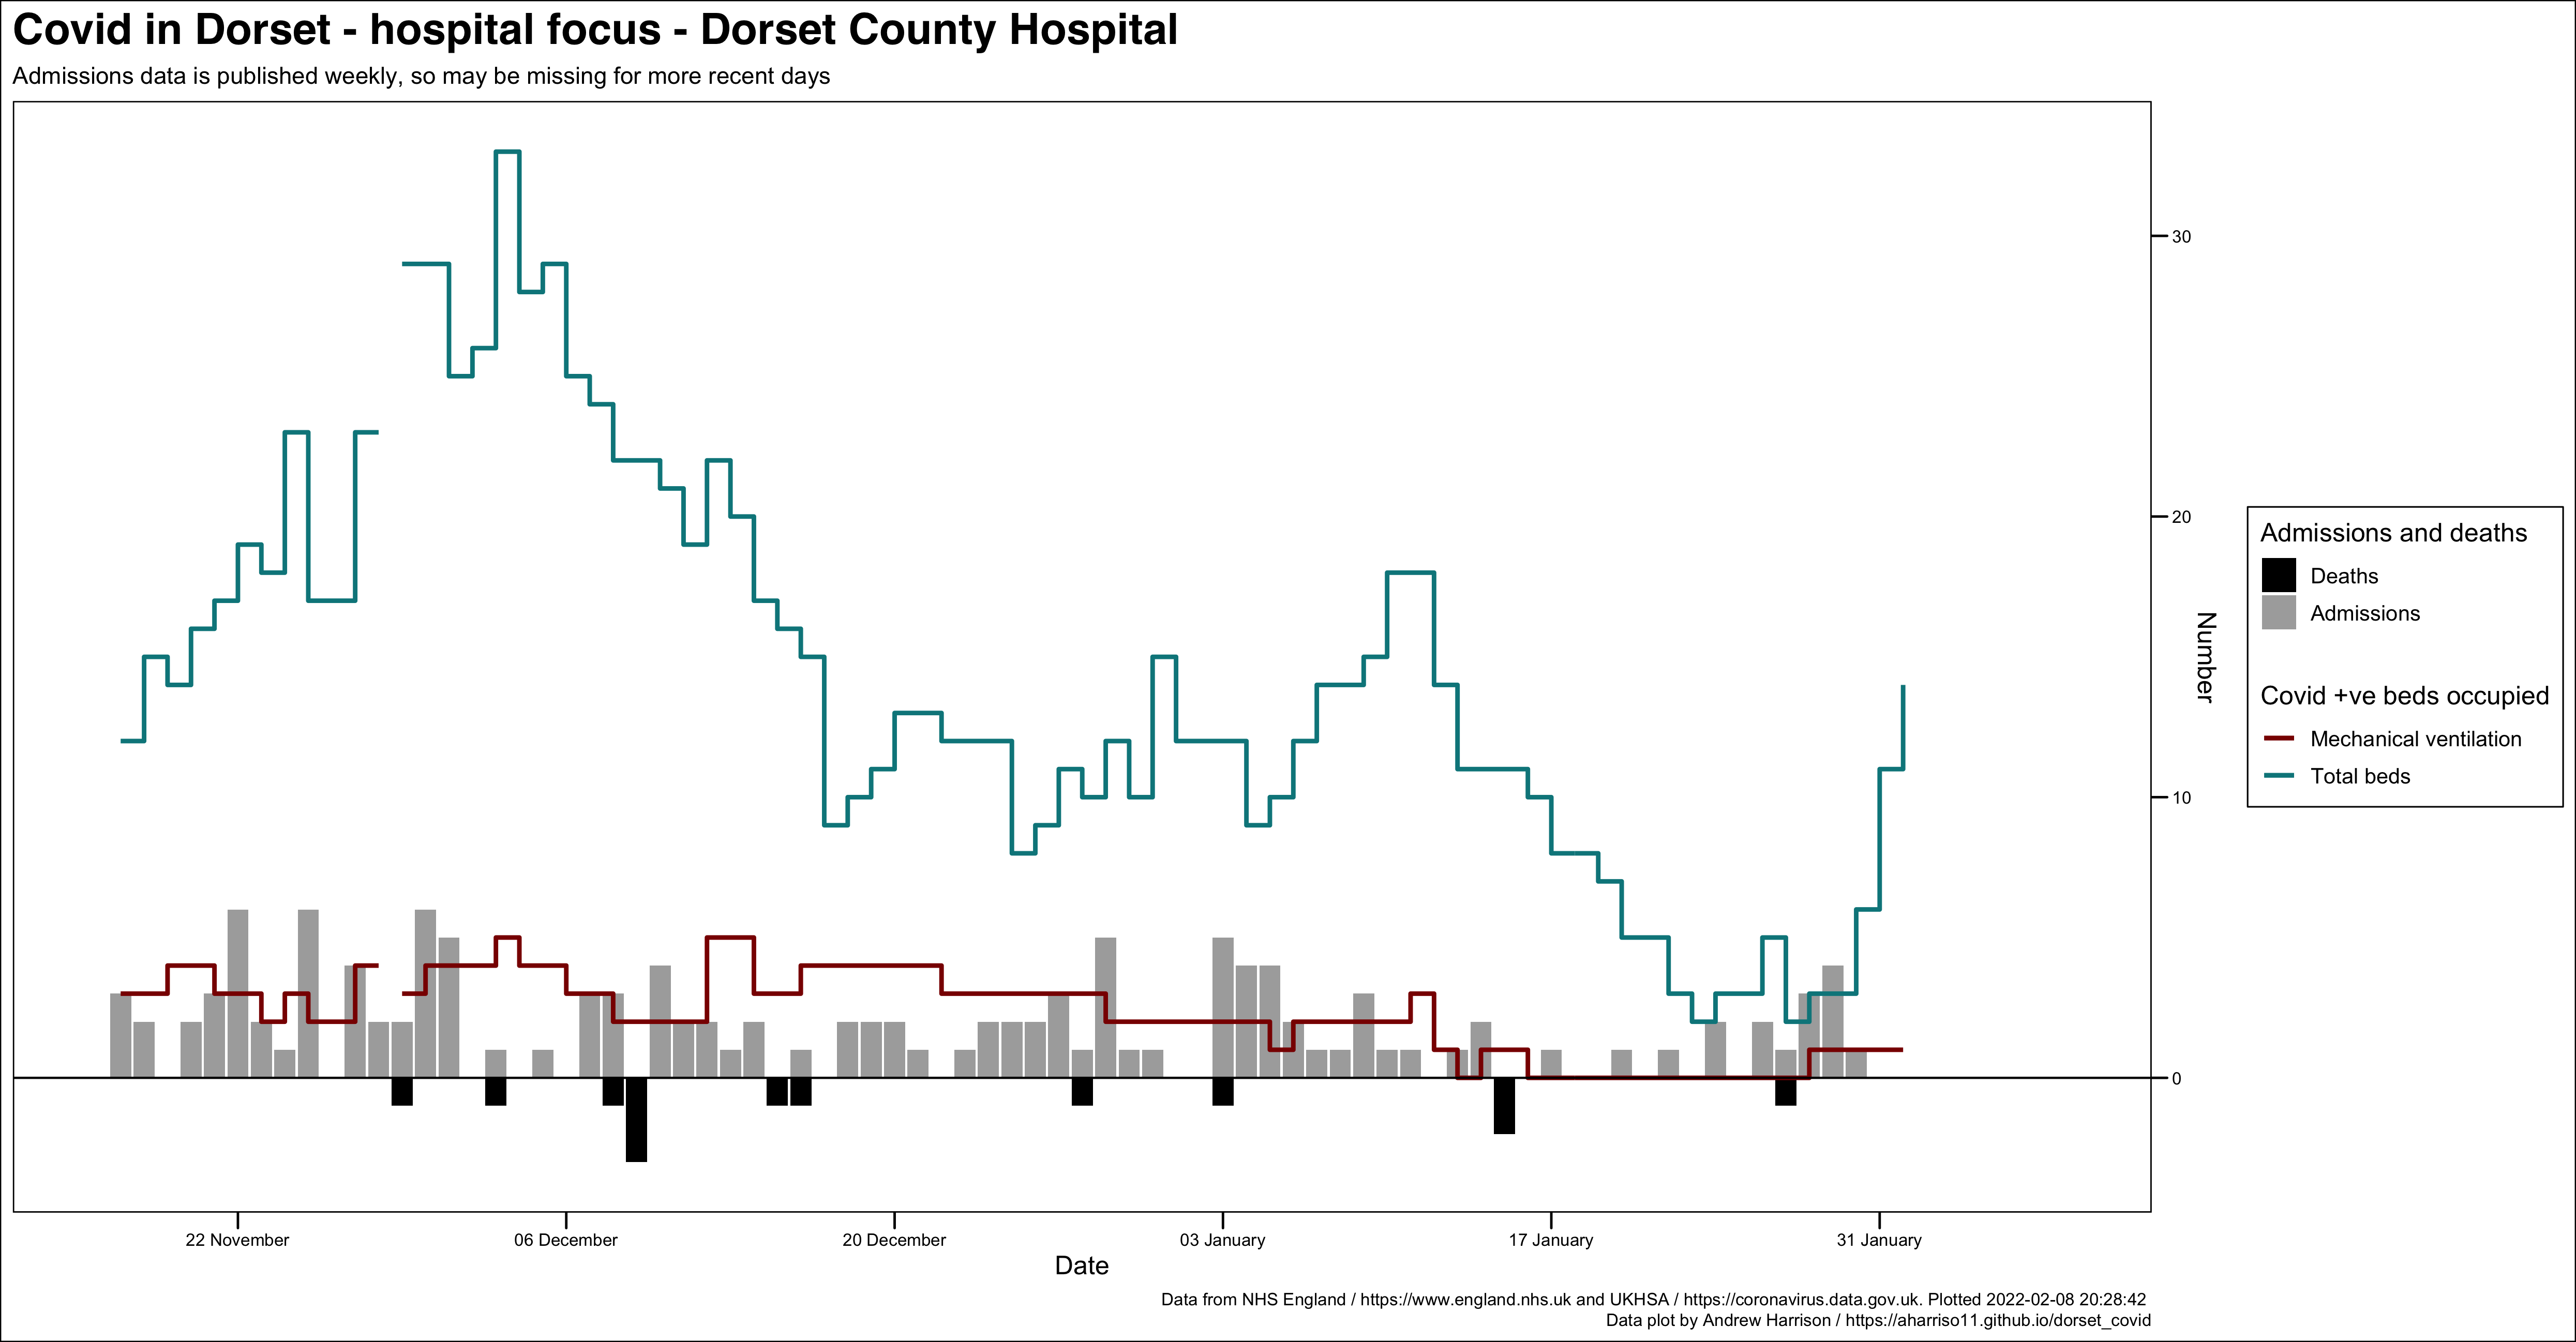 Covid in Dorset - hospital focus - Dorset County Hospital
Admissions data is published weekly, so may be missing for more recent days
30
20
10
0
Number
Admissions and deaths
Deaths
Admissions
Covid +ve beds occupied
Mechanical ventilation
Total beds
22 November
06 December
20 December
03 January
17 January
31 January
Date
Data from NHS England / https://www.england.nhs.uk and UKHSA / https://coronavirus.data.gov.uk. Plotted 2022-02-08 20:28:42
Data plot by Andrew Harrison / https://aharriso11.github.io/dorset_covid